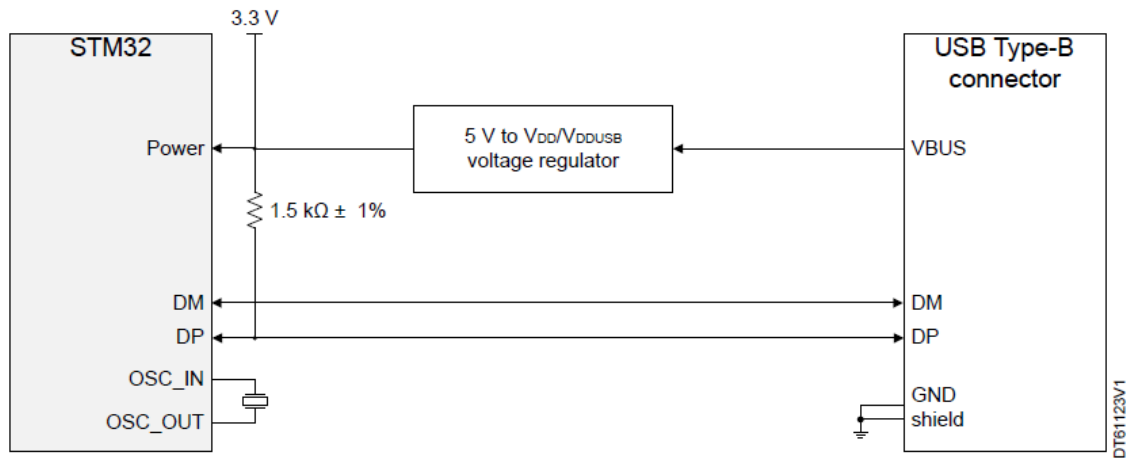 3.3 V
STM32
USB Type-B
connector
5 V to VDD/VDDUSB
voltage regulator
Power
VBUS
1.5 kΩ ± 1%
DM
DM
DP
DP
OSC_IN
OSC_OUT
GND
shield
DT61123V1